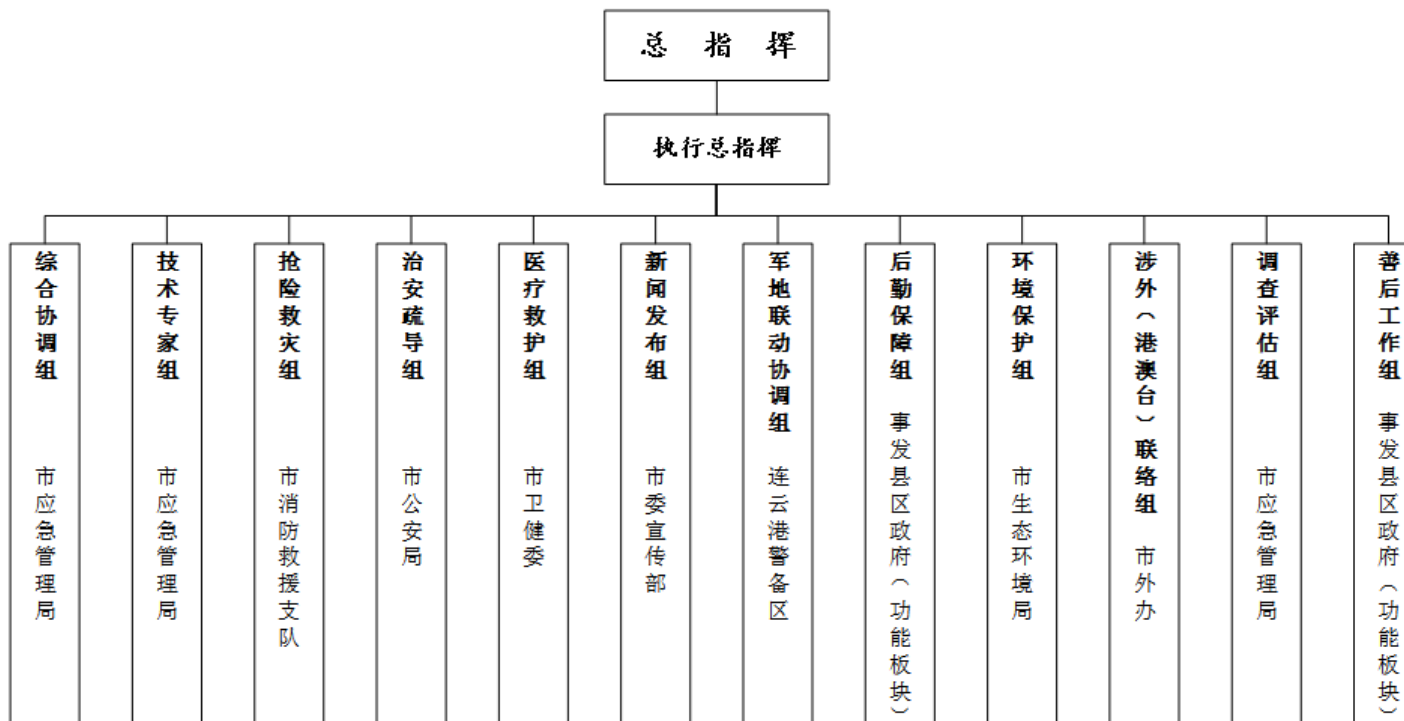 总 指 挥
执行总指挥
综合协调组 市应急管理局
技术专家组 市应急管理局
抢险救灾组 市消防救援支队
治安疏导组 市公安局
医疗救护组 市卫健委
新闻发布组 市委宣传部
军地联动协调组 连云港警备区
后勤保障组 事发县区政府（功能板块）
环境保护组 市生态环境局
涉外（港澳台）联络组 市外办
调查评估组 市应急管理局
善后工作组 事发县区政府（功能板块）